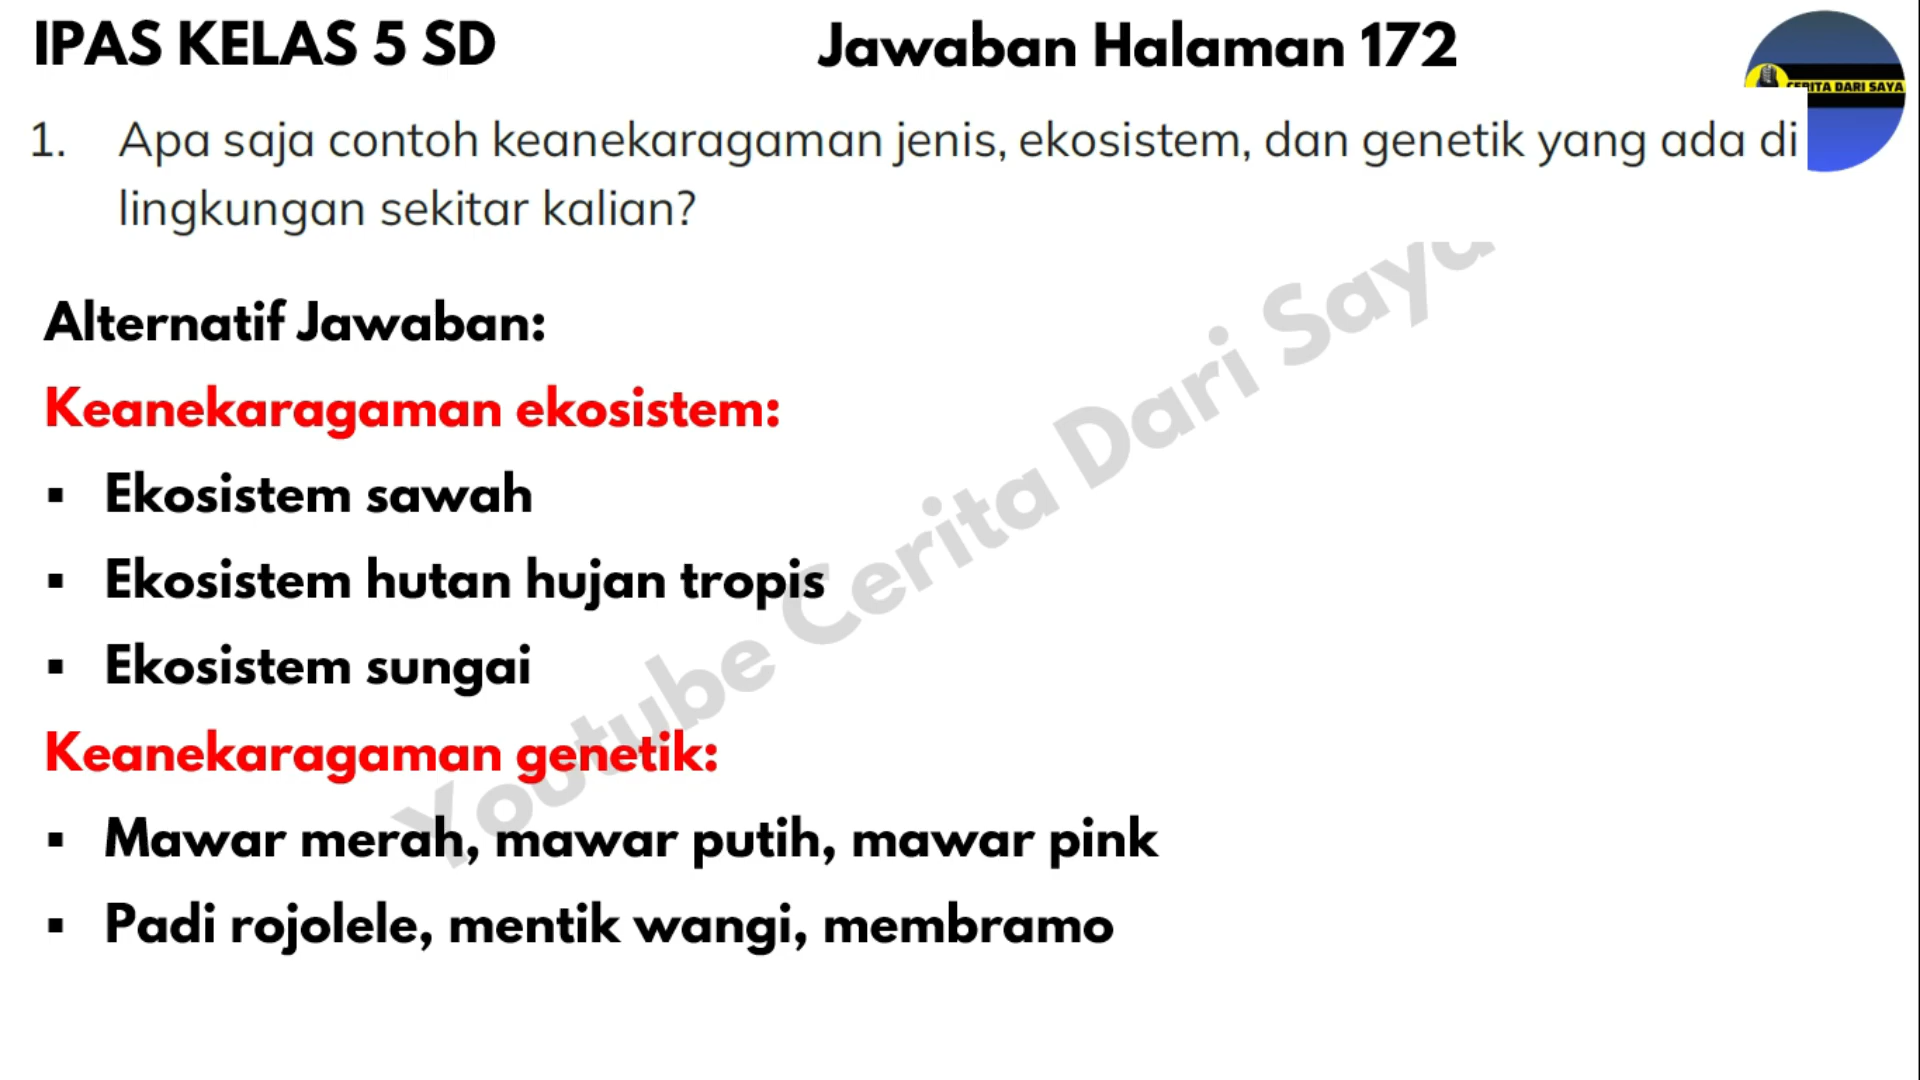 IPAS KELAS 5 SD
Jawaban Halaman 172
CERITA DARI SAYA
1. Apa saja contoh keanekaragaman jenis, ekosistem, dan genetik yang ada di
lingkungan sekitar kalian?
Alternatif Jawaban:
Keanekaragaman ekosistem:
▪ Ekosistem sawah
▪ Ekosistem hutan hujan tropis
▪ Ekosistem sungai
Keanekaragaman genetik:
▪ Mawar merah, mawar putih, mawar pink
▪ Padi rojolele, mentik wangi, membramo
Youtube Cerita Dari Saya